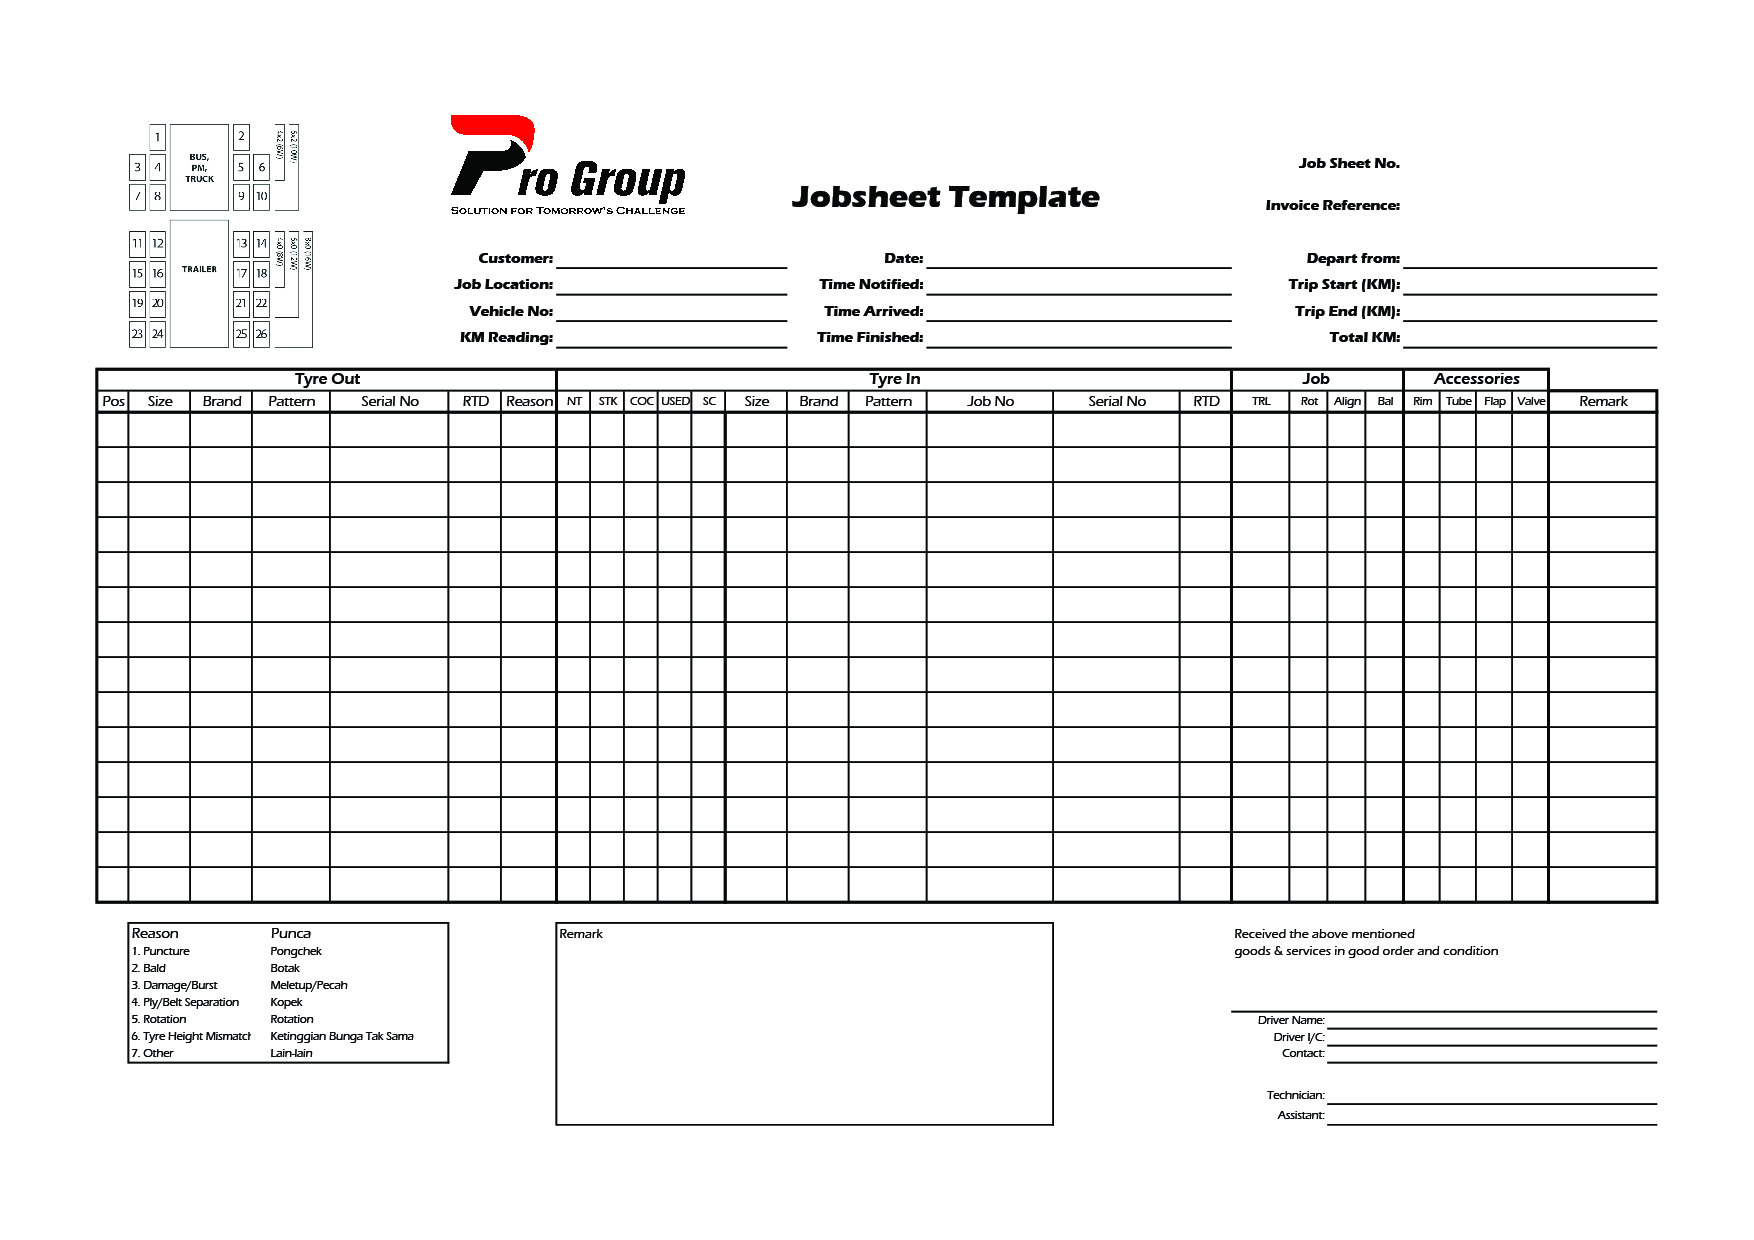 1 2
3 4 BUS, PM, TRUCK 5 6
7 8 9 10
11 12 13 14
15 16 TRAILER 17 18
19 20 21 22
23 24 25 26
Pro Group
SOLUTION FOR TOMORROW'S CHALLENGE
Jobsheet Template
Job Sheet No.
Invoice Reference:
Customer: Date: Depart from:
Job Location: Time Notified: Trip Start (KM):
Vehicle No: Time Arrived: Trip End (KM):
KM Reading: Time Finished: Total KM:
Tyre Out Tyre In Job Accessories
Pos Size Brand Pattern Serial No RTD Reason NT STK COC USED SC Size Brand Pattern Job No Serial No RTD TRL Rot Align Bal Rim Tube Flap Valve Remark
Reason Punca
1. Puncture Pongchek
2. Bald Botak
3. Damage/Burst Meletup/Pecah
4. Ply/Belt Separation Kopek
5. Rotation Rotation
6. Tyre Height Mismatch Ketinggian Bunga Tak Sama
7. Other Lain-lain
Remark
Received the above mentioned
goods & services in good order and condition
Driver Name:
Driver I/C:
Contact:
Technician:
Assistant: